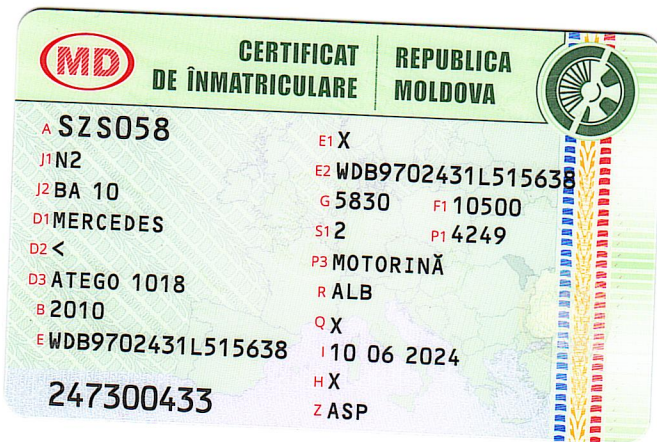 MD
CERTIFICAT
DE ÎNMATRICULARE
REPUBLICA
MOLDOVA
A SZS058
J1 N2
J2 BA 10
D1 MERCEDES
D2 <
D3 ATEGO 1018
B 2010
E WDB9702431L515638
247300433
E1 X
E2 WDB9702431L515638
G 5830 F1 10500
S1 2 P1 4249
P3 MOTORINĂ
R ALB
Q X
I 10 06 2024
H X
Z ASP